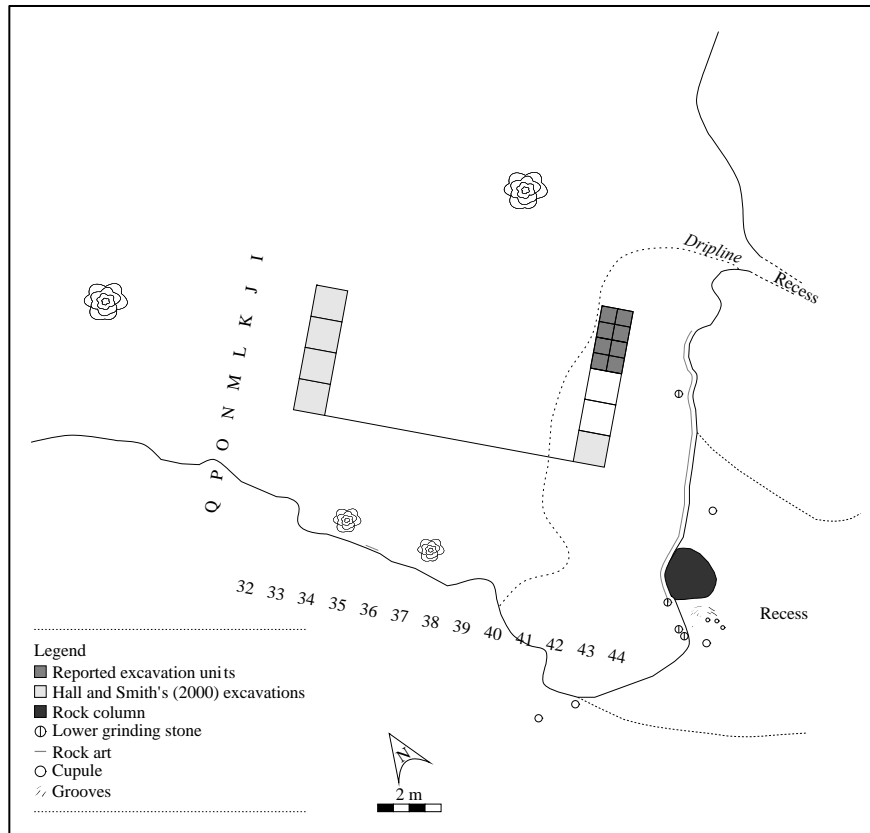 Dripline
Recess
I
J
K
L
M
N
O
P
Q
32 33 34 35 36 37 38 39 40 41 42 43 44
Recess
Legend
Reported excavation units
Hall and Smith's (2000) excavations
Rock column
Lower grinding stone
Rock art
Cupule
Grooves
N
2 m